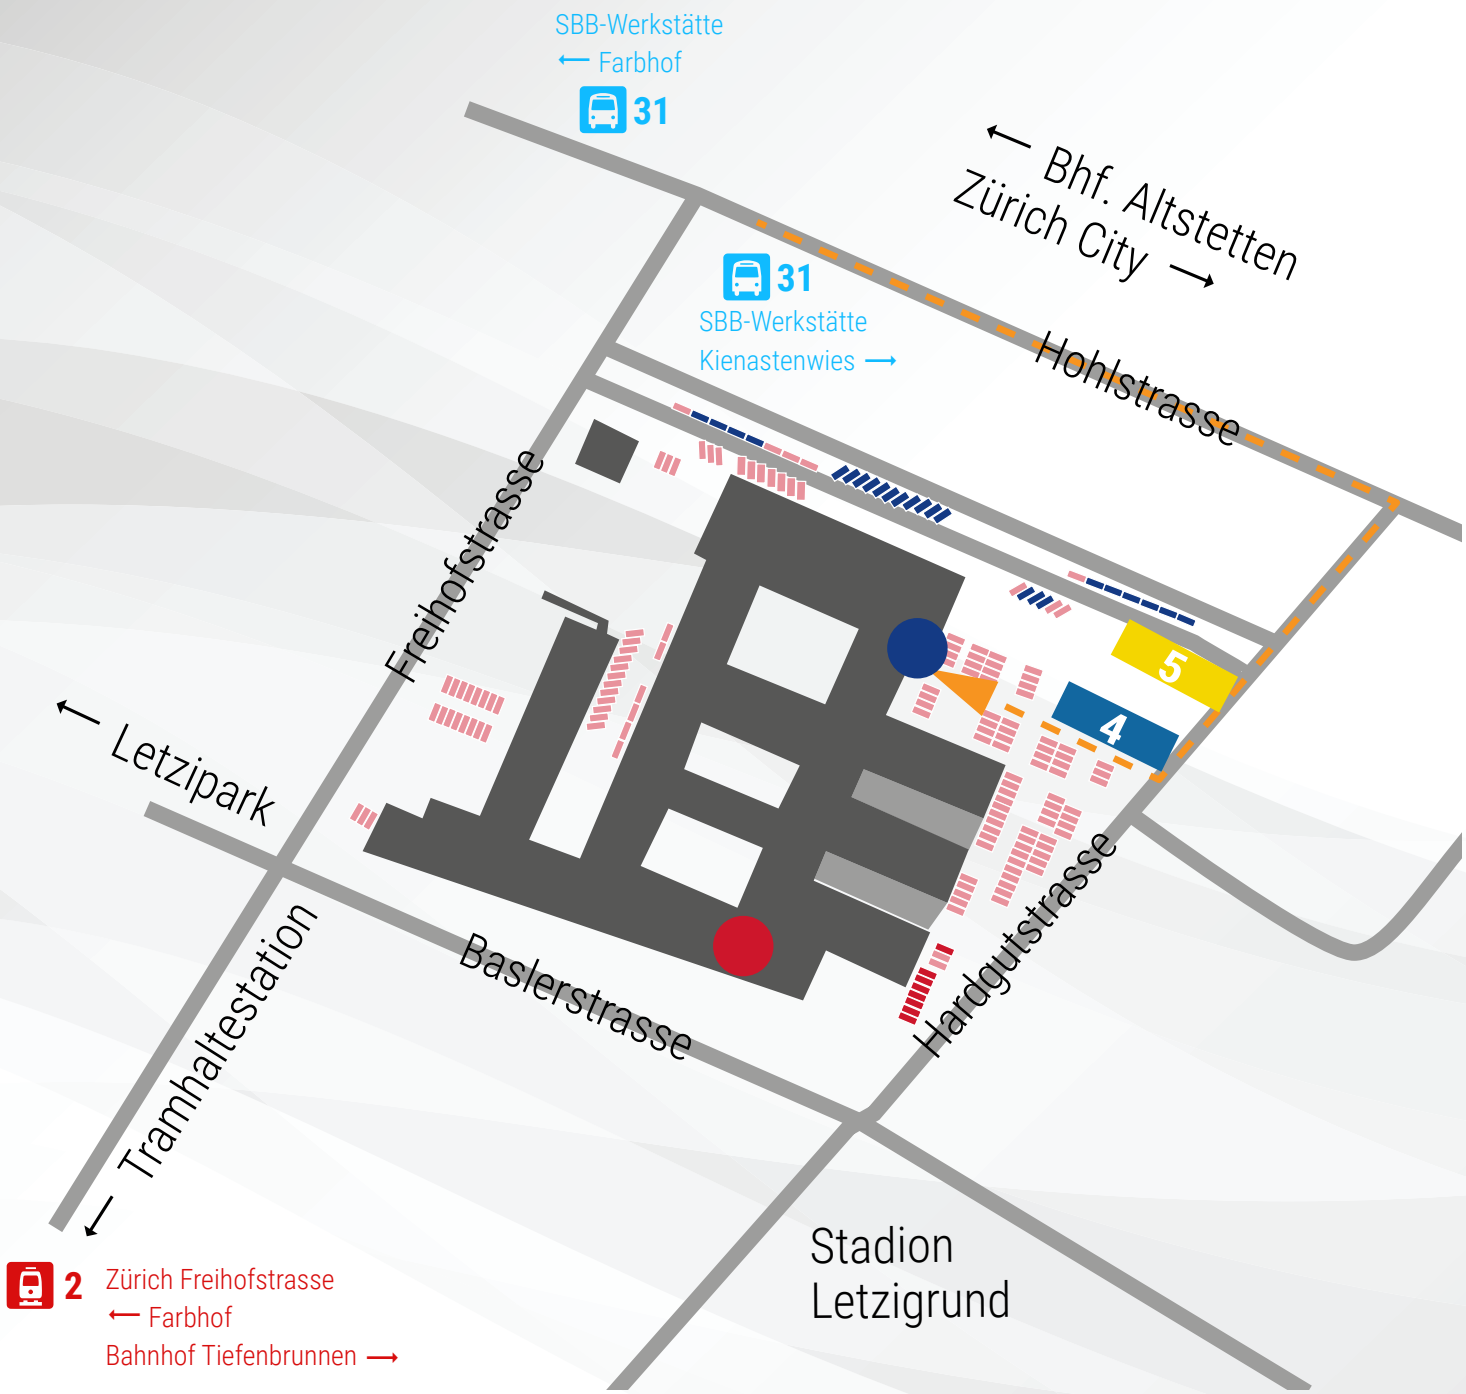 SBB-Werkstätte
← Farbhof
31
← Bhf. Altstetten
Zürich City →
31
SBB-Werkstätte
Kienastenwies →
Hohlstrasse
Freihofstrasse
5
4
← Letzipark
Hardgutstrasse
Baslerstrasse
← Tramhaltestation
Stadion
Letzigrund
2
Zürich Freihofstrasse
← Farbhof
Bahnhof Tiefenbrunnen →